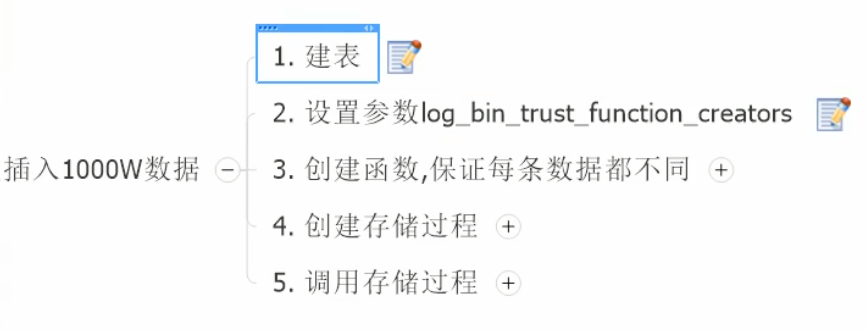 插入1000W数据
1. 建表
2. 设置参数log_bin_trust_function_creators
3. 创建函数,保证每条数据都不同
4. 创建存储过程
5. 调用存储过程